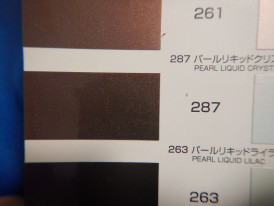 261
287 パールリキッドクリス
PEARL LIQUID CRYST
287
263 パールリキッドライラ
PEARL LIQUID LILAC
263